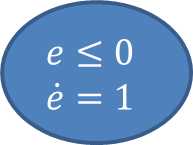 e ≤ 0
ė = 1